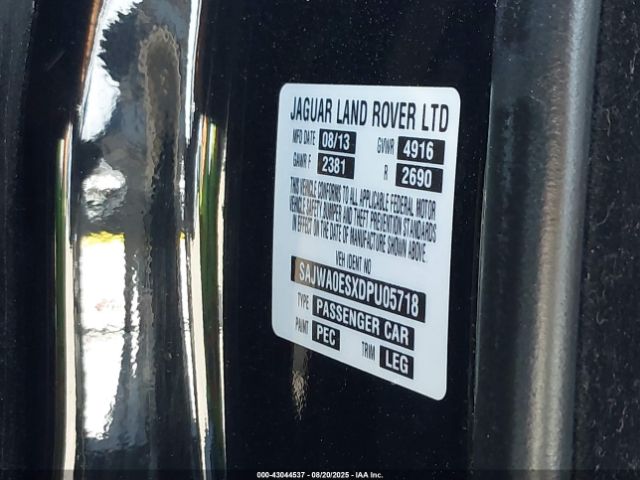 JAGUAR LAND ROVER LTD
MFD DATE 08/13 GVWR 4916
GAWR F 2381 R 2690
THIS VEHICLE CONFORMS TO ALL APPLICABLE FEDERAL MOTOR
VEHICLE SAFETY, BUMPER AND THEFT PREVENTION STANDARDS
IN EFFECT ON THE DATE OF MANUFACTURE SHOWN ABOVE
VEH IDENT NO
SAJWA0ESXDPU05718
TYPE PASSENGER CAR
PAINT PEC TRIM LEG
000-43044537 - 08/20/2025 - IAA Inc.